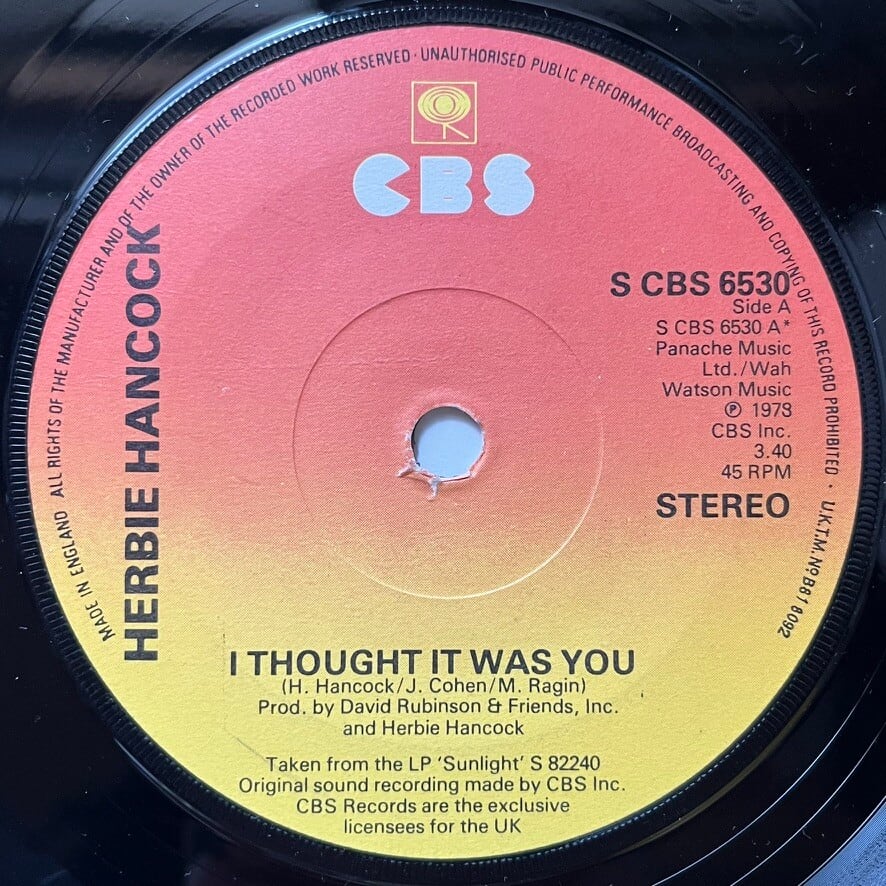 MADE IN ENGLAND ALL RIGHTS OF THE MANUFACTURER AND OF THE OWNER OF THE RECORDED WORK RESERVED · UNAUTHORISED PUBLIC PERFORMANCE BROADCASTING AND COPYING OF THIS RECORD PROHIBITED · U.K.T.M. Nº B618092
CBS
HERBIE HANCOCK
S CBS 6530
Side A
S CBS 6530 A*
Panache Music
Ltd./Wah
Watson Music
℗ 1978
CBS Inc.
3.40
45 RPM
STEREO
I THOUGHT IT WAS YOU
(H. Hancock/J. Cohen/M. Ragin)
Prod. by David Rubinson & Friends, Inc.
and Herbie Hancock
Taken from the LP ‘Sunlight’ S 82240
Original sound recording made by CBS Inc.
CBS Records are the exclusive
licensees for the UK